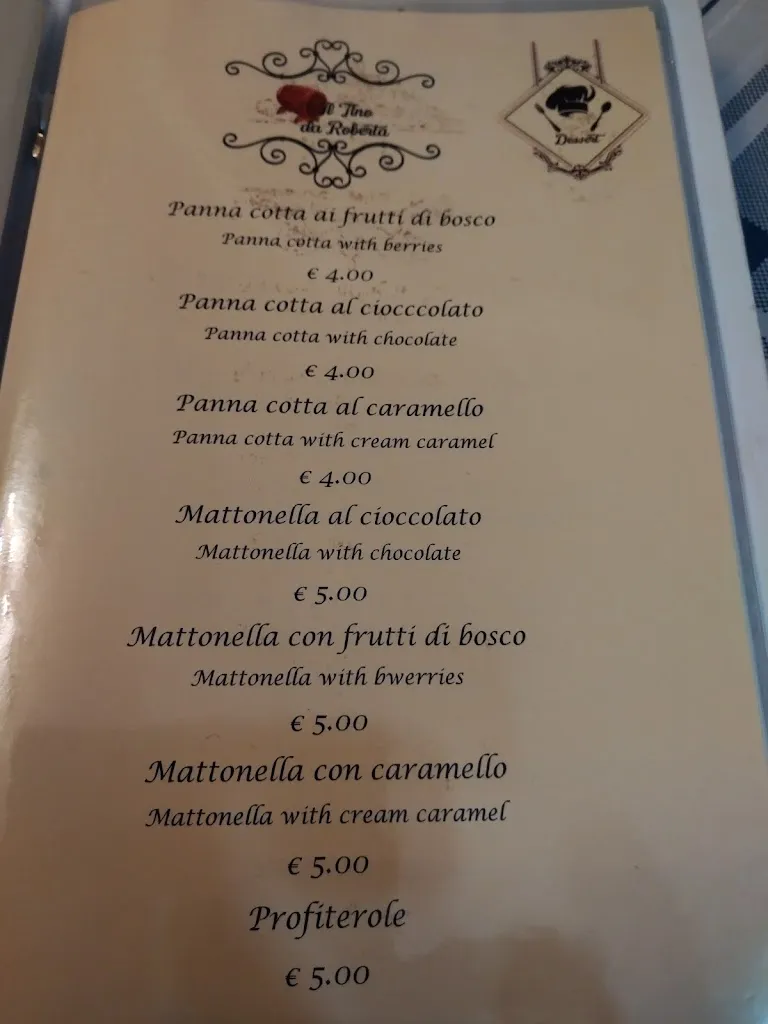 Il Tino
da Roberta
Dessert
Panna cotta ai frutti di bosco
Panna cotta with berries
€ 4.00
Panna cotta al ciocccolato
Panna cotta with chocolate
€ 4.00
Panna cotta al caramello
Panna cotta with cream caramel
€ 4.00
Mattonella al cioccolato
Mattonella with chocolate
€ 5.00
Mattonella con frutti di bosco
Mattonella with bwerries
€ 5.00
Mattonella con caramello
Mattonella with cream caramel
€ 5.00
Profiterole
€ 5.00